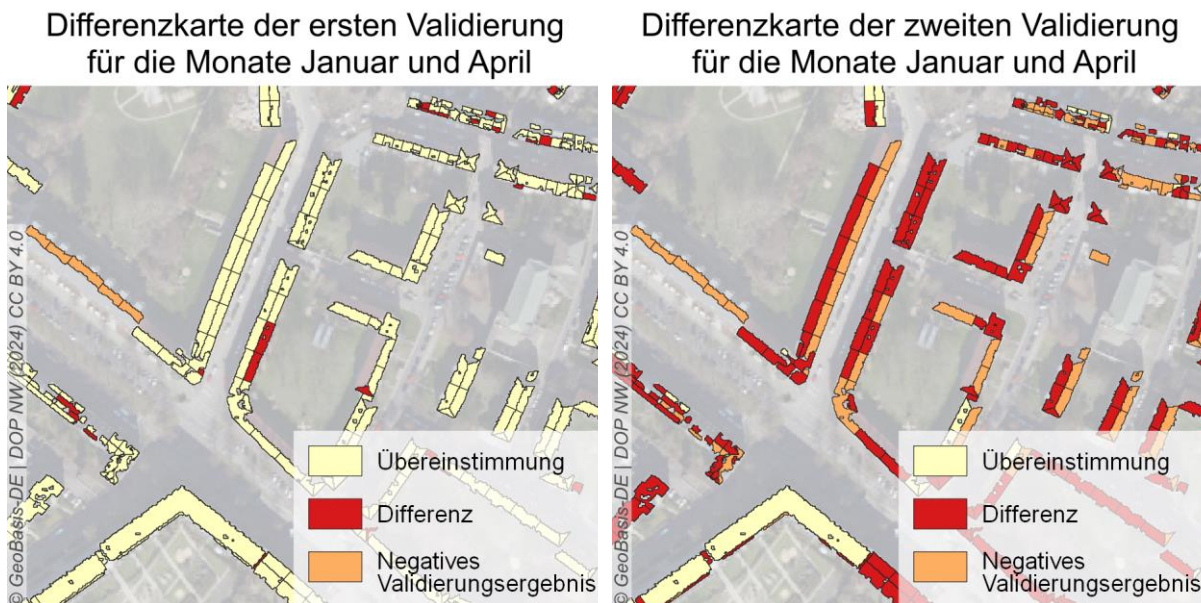 Differenzkarte der ersten Validierung
für die Monate Januar und April
© GeoBasis-DE | DOP NW (2024) CC BY 4.0
Übereinstimmung
Differenz
Negatives
Validierungsergebnis
Differenzkarte der zweiten Validierung
für die Monate Januar und April
© GeoBasis-DE | DOP NW (2024) CC BY 4.0
Übereinstimmung
Differenz
Negatives
Validierungsergebnis